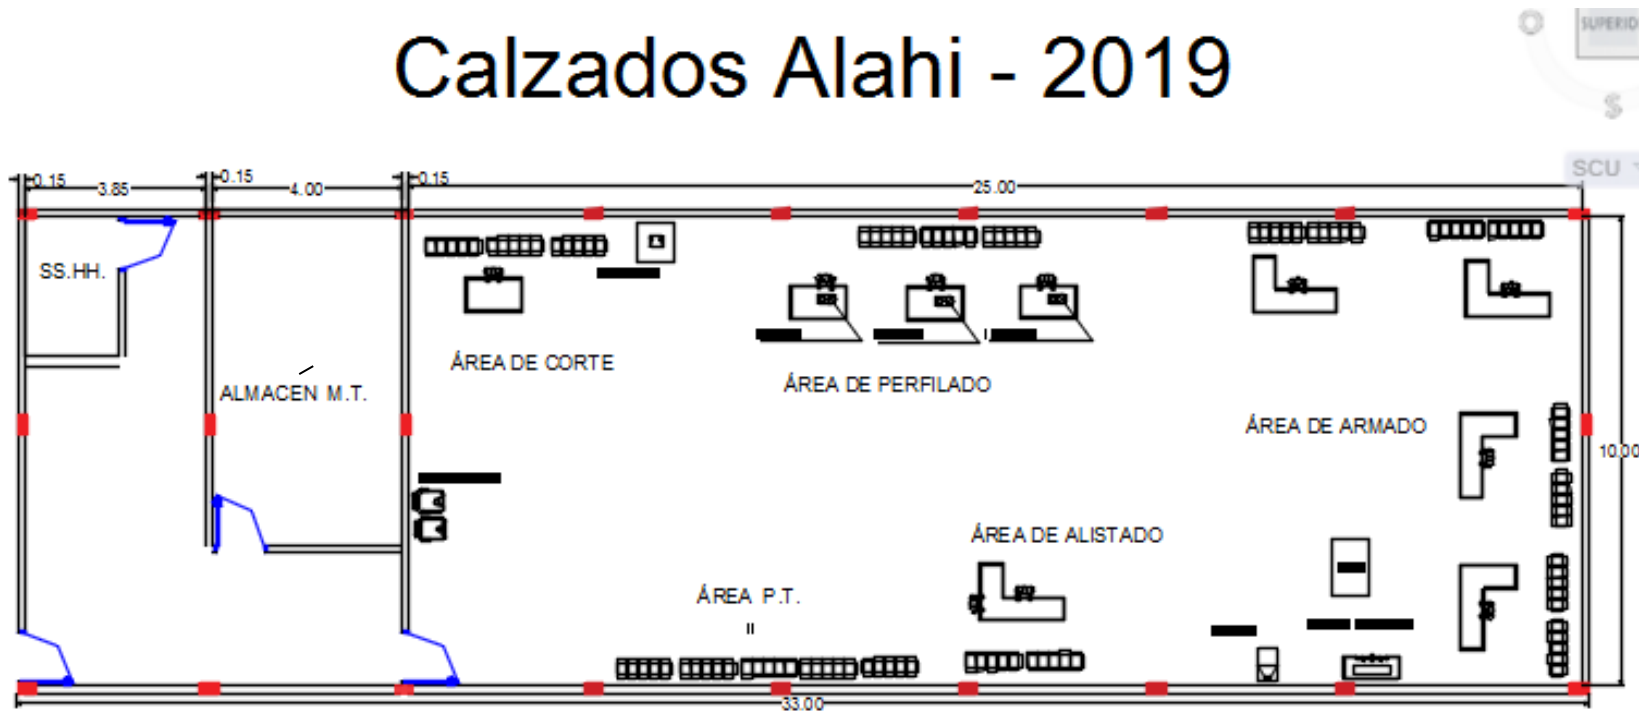 SUPERIO
Calzados Alahi - 2019
S
SCU
0.15
3.85
0.15
4.00
0.15
25.00
SS.HH.
ÁREA DE CORTE
ÁREA DE PERFILADO
ALMACEN M.T.
ÁREA DE ARMADO
10.00
ÁREA DE ALISTADO
ÁREA P.T.
33.00